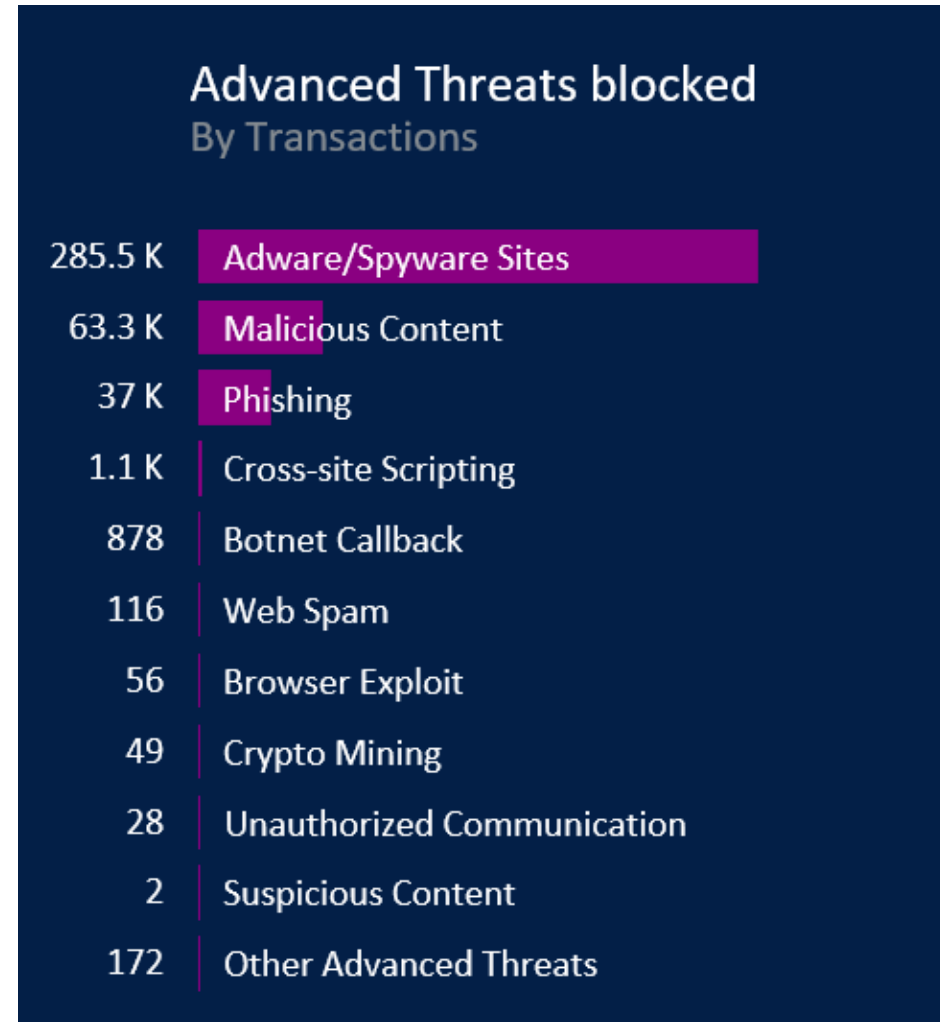 Advanced Threats blocked
By Transactions
285.5 K Adware/Spyware Sites
63.3 K Malicious Content
37 K Phishing
1.1 K Cross-site Scripting
878 Botnet Callback
116 Web Spam
56 Browser Exploit
49 Crypto Mining
28 Unauthorized Communication
2 Suspicious Content
172 Other Advanced Threats